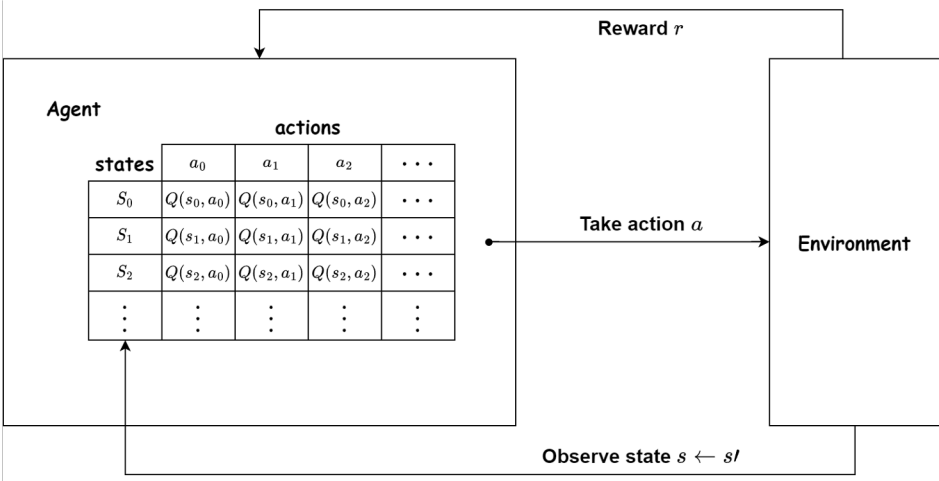 Reward r
Agent
actions
states a₀ a₁ a₂ ···
S₀ Q(s₀, a₀) Q(s₀, a₁) Q(s₀, a₂) ···
Take action a
S₁ Q(s₁, a₀) Q(s₁, a₁) Q(s₁, a₂) ···
Environment
S₂ Q(s₂, a₀) Q(s₂, a₁) Q(s₂, a₂) ···
⋮ ⋮ ⋮ ⋮ ⋮
Observe state s ← s′